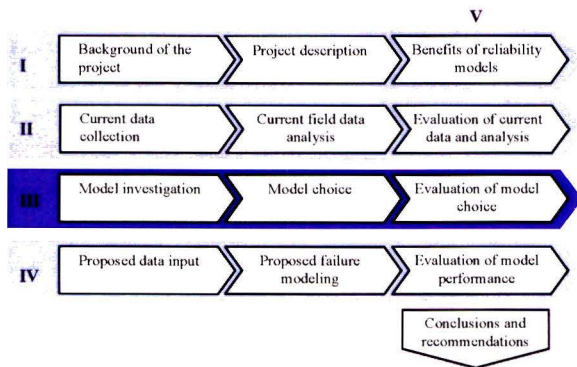 V
I
Background of the project
Project description
Benefits of reliability models
II
Current data collection
Current field data analysis
Evaluation of current data and analysis
III
Model investigation
Model choice
Evaluation of model choice
IV
Proposed data input
Proposed failure modeling
Evaluation of model performance
Conclusions and recommendations